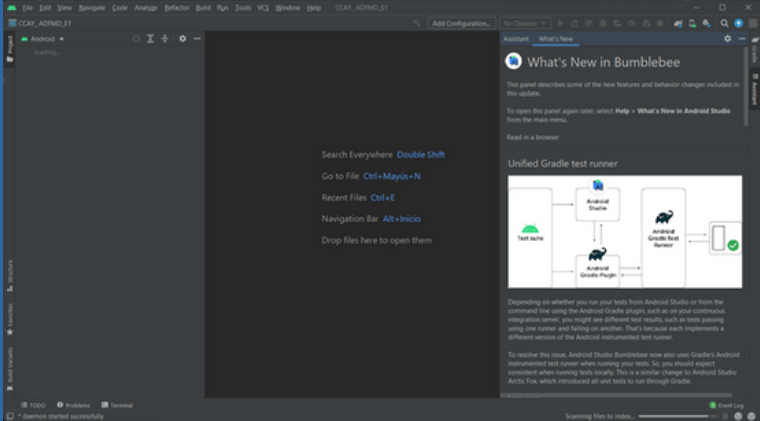 File Edit View Navigate Code Analyze Refactor Build Run Tools VCS Window Help CCAY_ADFMD_E1
CCAY_ADFMD_E1
Add Configuration...
No Devices
Project
Android
loading...
Structure
Favorites
Build Variants
Search Everywhere Double Shift
Go to File Ctrl+Mayús+N
Recent Files Ctrl+E
Navigation Bar Alt+Inicio
Drop files here to open them
Assistant What's New
What's New in Bumblebee
This panel describes some of the new features and behavior changes included in
this update.
To open this panel again later, select Help > What's New in Android Studio
from the main menu.
Read in a browser
Unified Gradle test runner
Test suite
Android
Studio
Android
Gradle Plugin
Android
Gradle Test
Runner
Depending on whether you run your tests from Android Studio or from the
command line using the Android Gradle plugin, such as on your continuous
integration server, you might see different test results, such as tests passing
using one runner and failing on another. That's because each implements a
different version of the Android instrumented test runner.
To resolve this issue, Android Studio Bumblebee now also uses Gradle's Android
instrumented test runner when running your tests. So, you should expect
consistent when running tests locally. This is a similar change to Android Studio
Arctic Fox, which introduced all unit tests to run through Gradle.
Gradle
Assistant
TODO Problems Terminal
Event Log
* daemon started successfully
Scanning files to index...